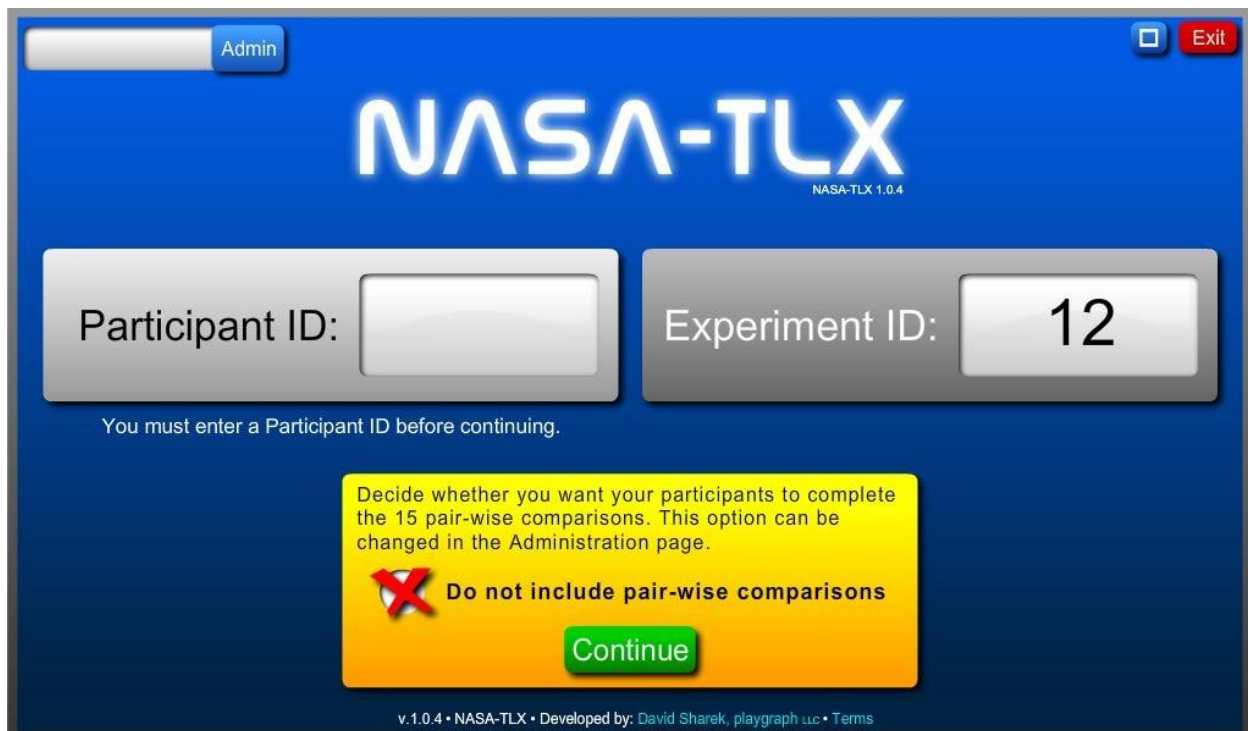 Admin
Exit
NASA-TLX
NASA-TLX 1.0.4
Participant ID:
Experiment ID: 12
You must enter a Participant ID before continuing.
Decide whether you want your participants to complete
the 15 pair-wise comparisons. This option can be
changed in the Administration page.
Do not include pair-wise comparisons
Continue
v.1.0.4 • NASA-TLX • Developed by: David Sharek, playgraph LLC • Terms